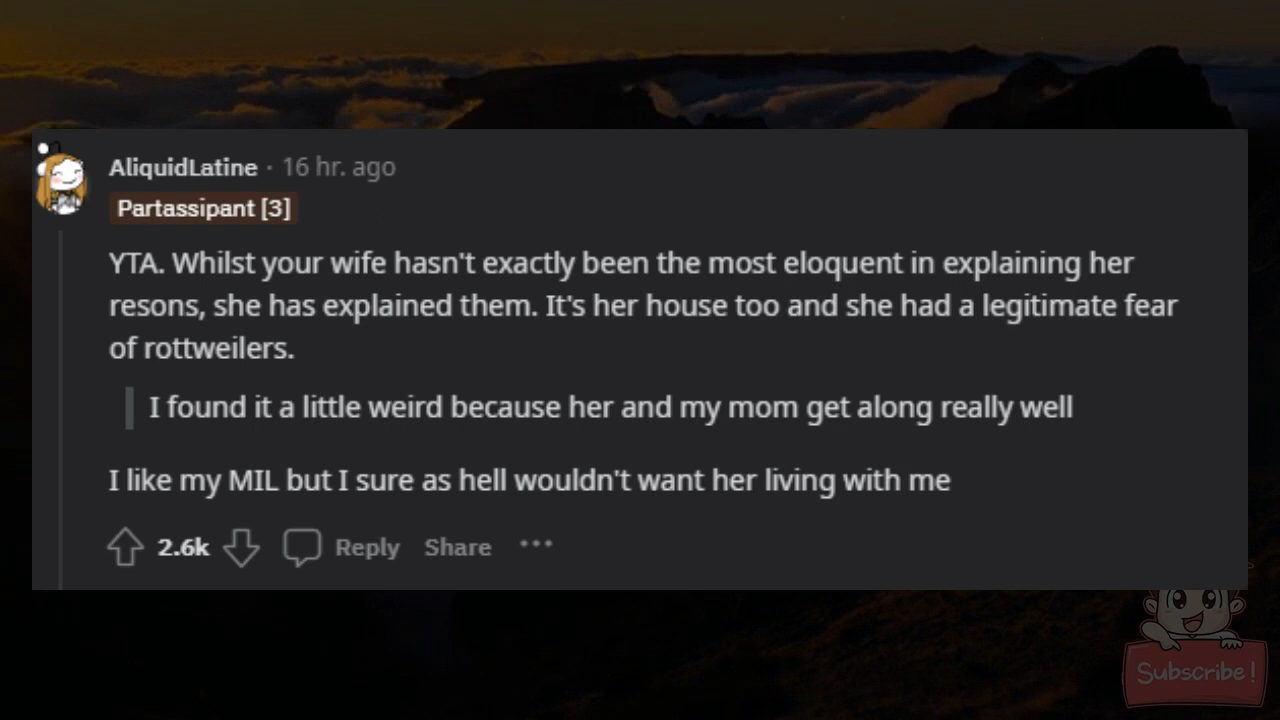 AliquidLatine · 16 hr. ago
Partassipant [3]
YTA. Whilst your wife hasn't exactly been the most eloquent in explaining her
resons, she has explained them. It's her house too and she had a legitimate fear
of rottweilers.
I found it a little weird because her and my mom get along really well
I like my MIL but I sure as hell wouldn't want her living with me
2.6k Reply Share ···
Subscribe!